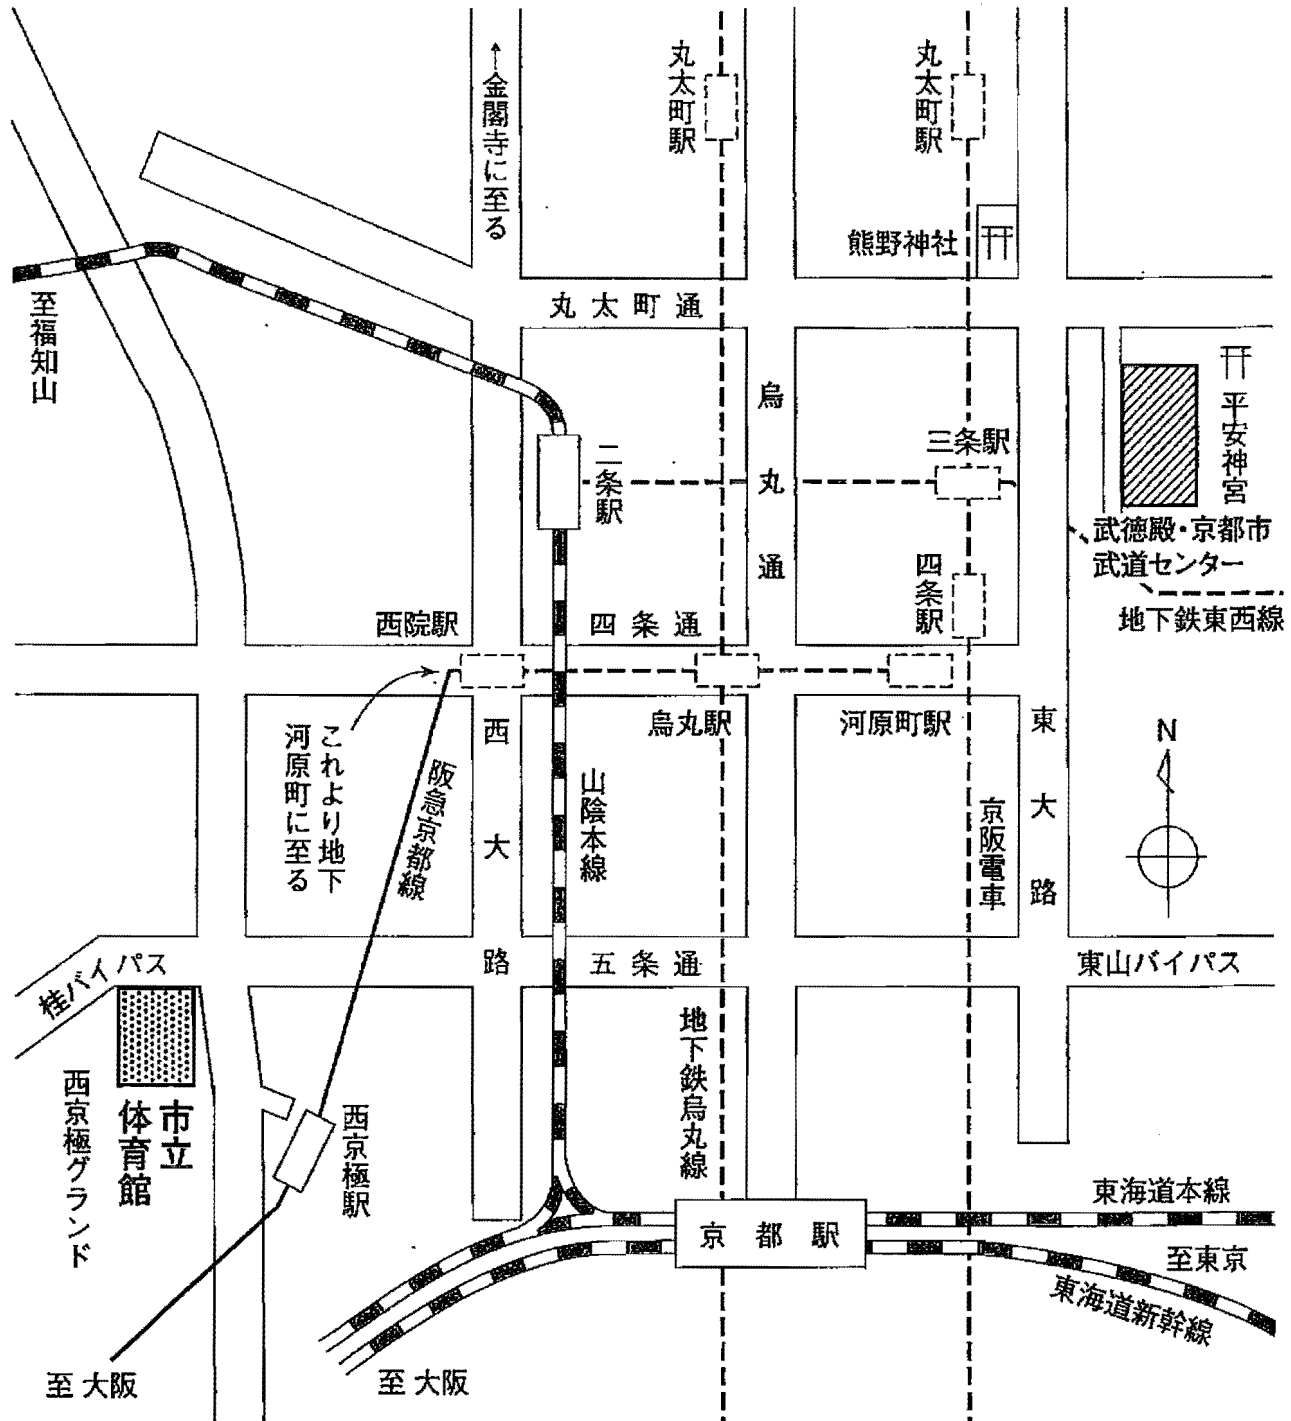 ↑金閣寺に至る
丸太町駅
丸太町駅
熊野神社
至福知山
丸太町通
烏丸通
平安神宮
三条駅
二条駅
武徳殿・京都市
武道センター
四条駅
地下鉄東西線
西院駅
四条通
烏丸駅
河原町駅
これより地下
河原町に至る
阪急京都線
西大路
山陰本線
京阪電車
東大路
N
桂バイパス
五条通
東山バイパス
地下鉄烏丸線
市立
体育館
西京極グランド
西京極駅
京都駅
東海道本線
至東京
東海道新幹線
至大阪
至大阪